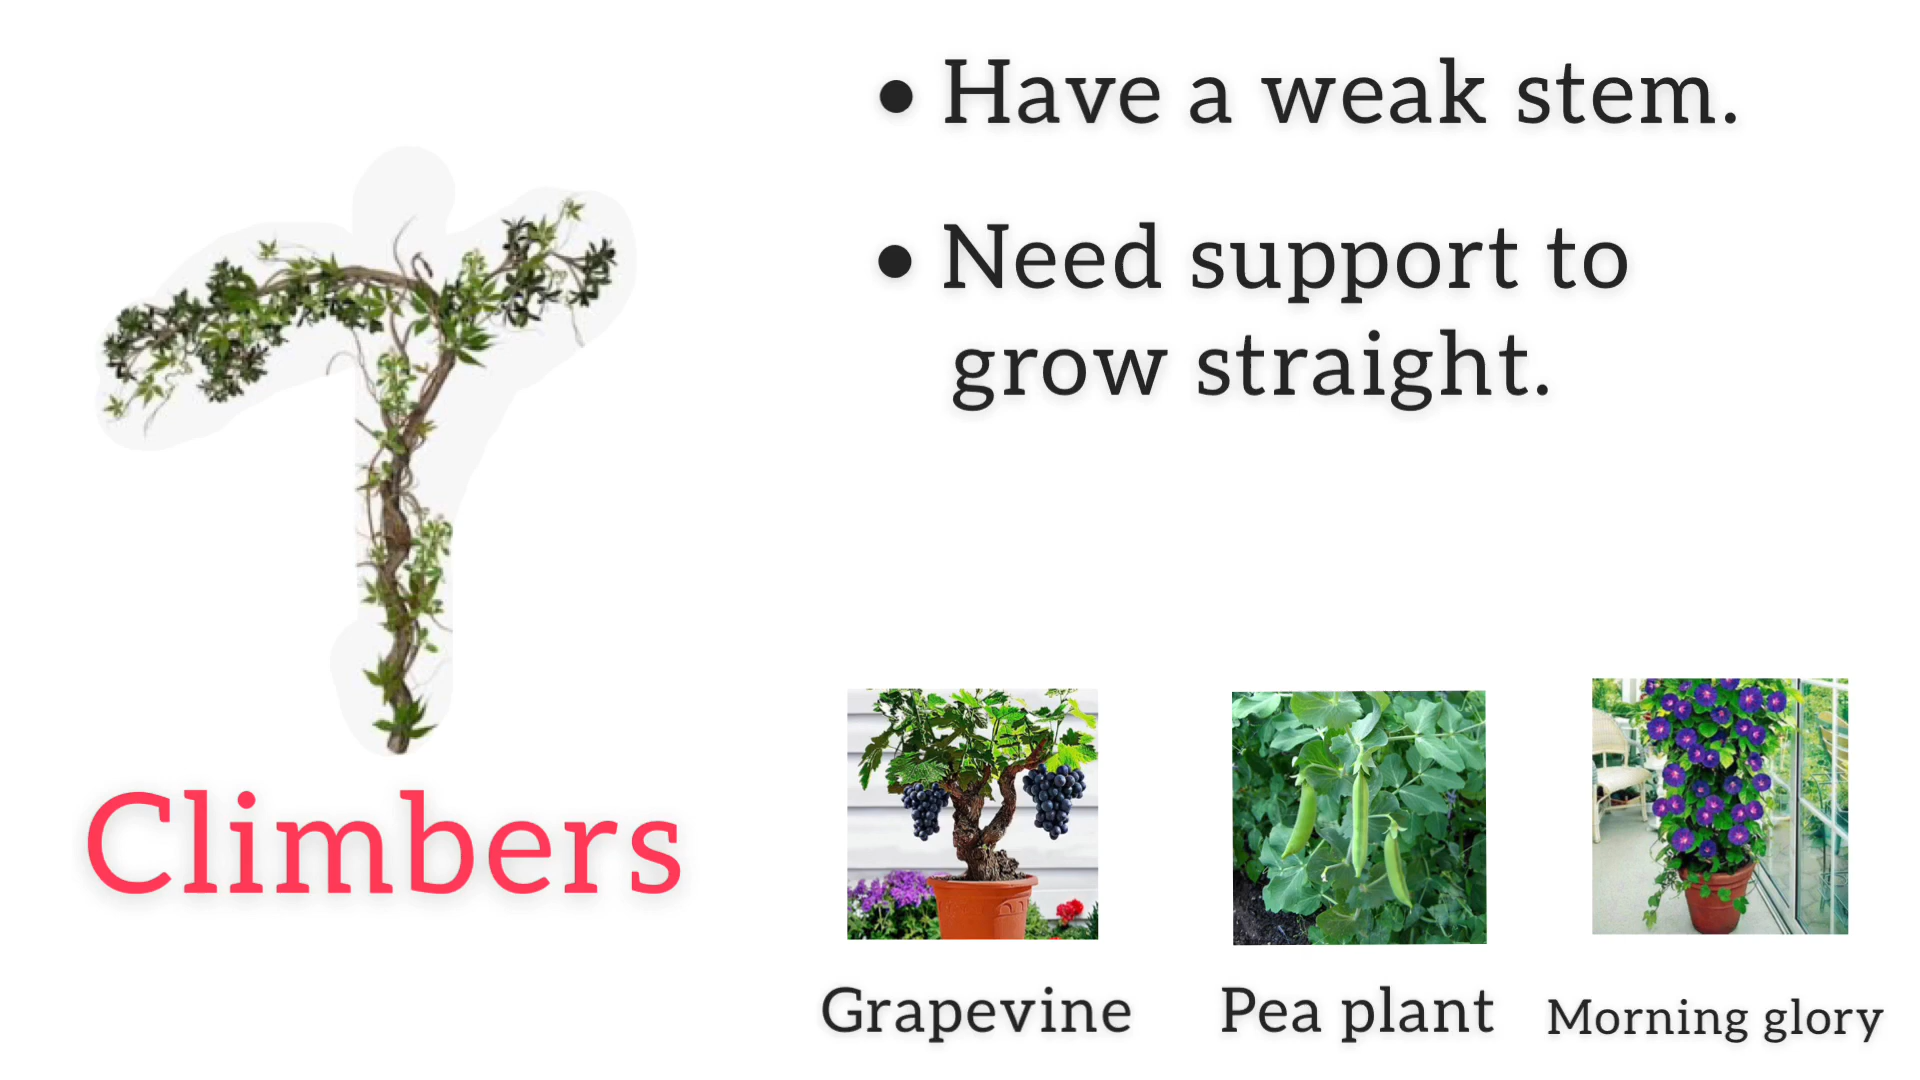 • Have a weak stem.
• Need support to
grow straight.
Climbers
Grapevine
Pea plant
Morning glory